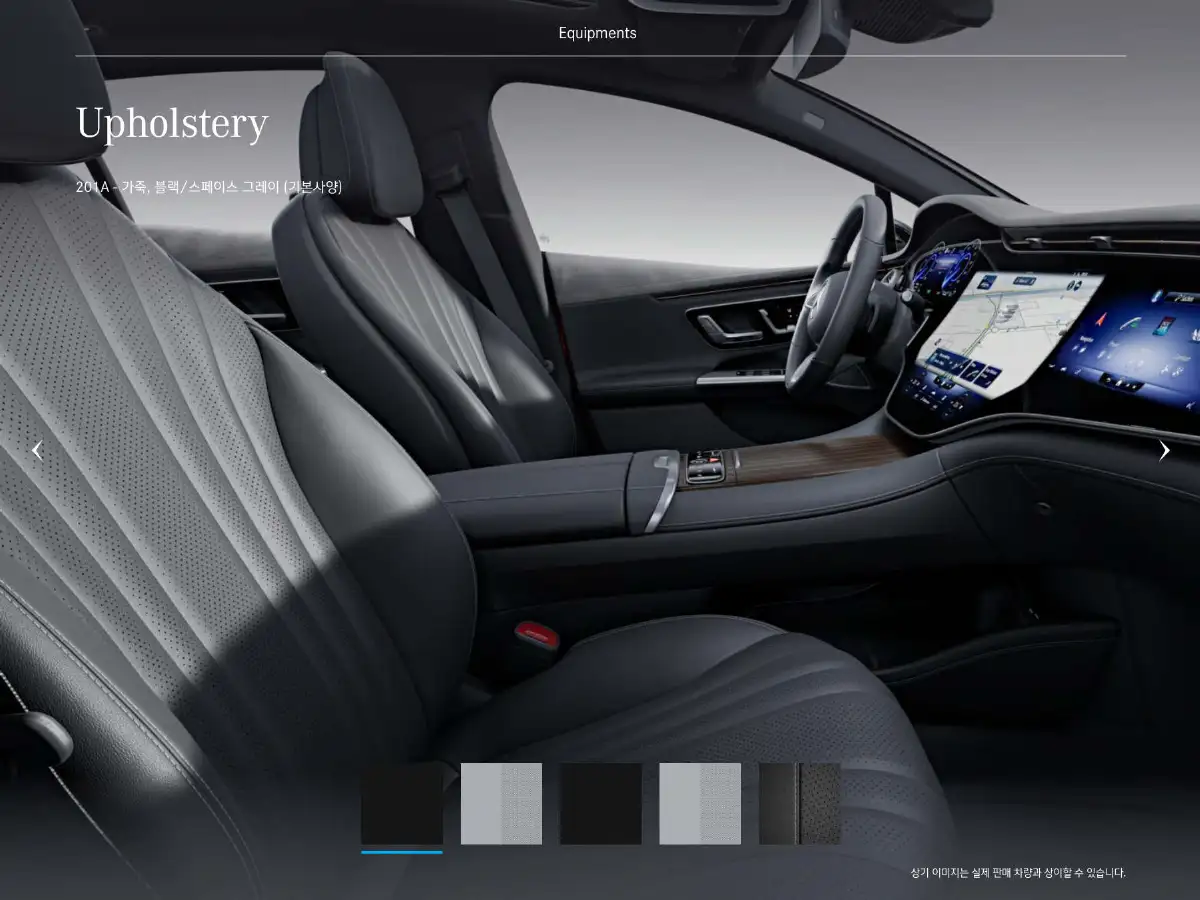 Equipments
Upholstery
201A - 가죽, 블랙/스페이스 그레이 (기본사양)
상기 이미지는 실제 판매 차량과 상이할 수 있습니다.